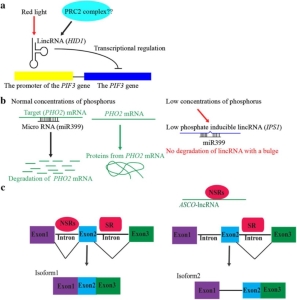 a
Red light
PRC2 complex??
LincRNA (HID1)
Transcriptional regulation
The promoter of the PIF3 gene
The PIF3 gene
b
Normal concentrations of phosphorus
Target (PHO2) mRNA
PHO2 mRNA
Micro RNA (miR399)
Degradation of PHO2 mRNA
Proteins from PHO2 mRNA
Low concentrations of phosphorus
Low phosphate inducible lincRNA (IPS1)
miR399
No degradation of lincRNA with a bulge
c
NSRs
SR
Exon1
Intron
Exon2
Intron
Exon3
Isoform1
Exon1
Exon2
Exon3
NSRs
ASCO-lncRNA
SR
Exon1
Intron
Exon2
Intron
Exon3
Isoform2
Exon1
Exon3